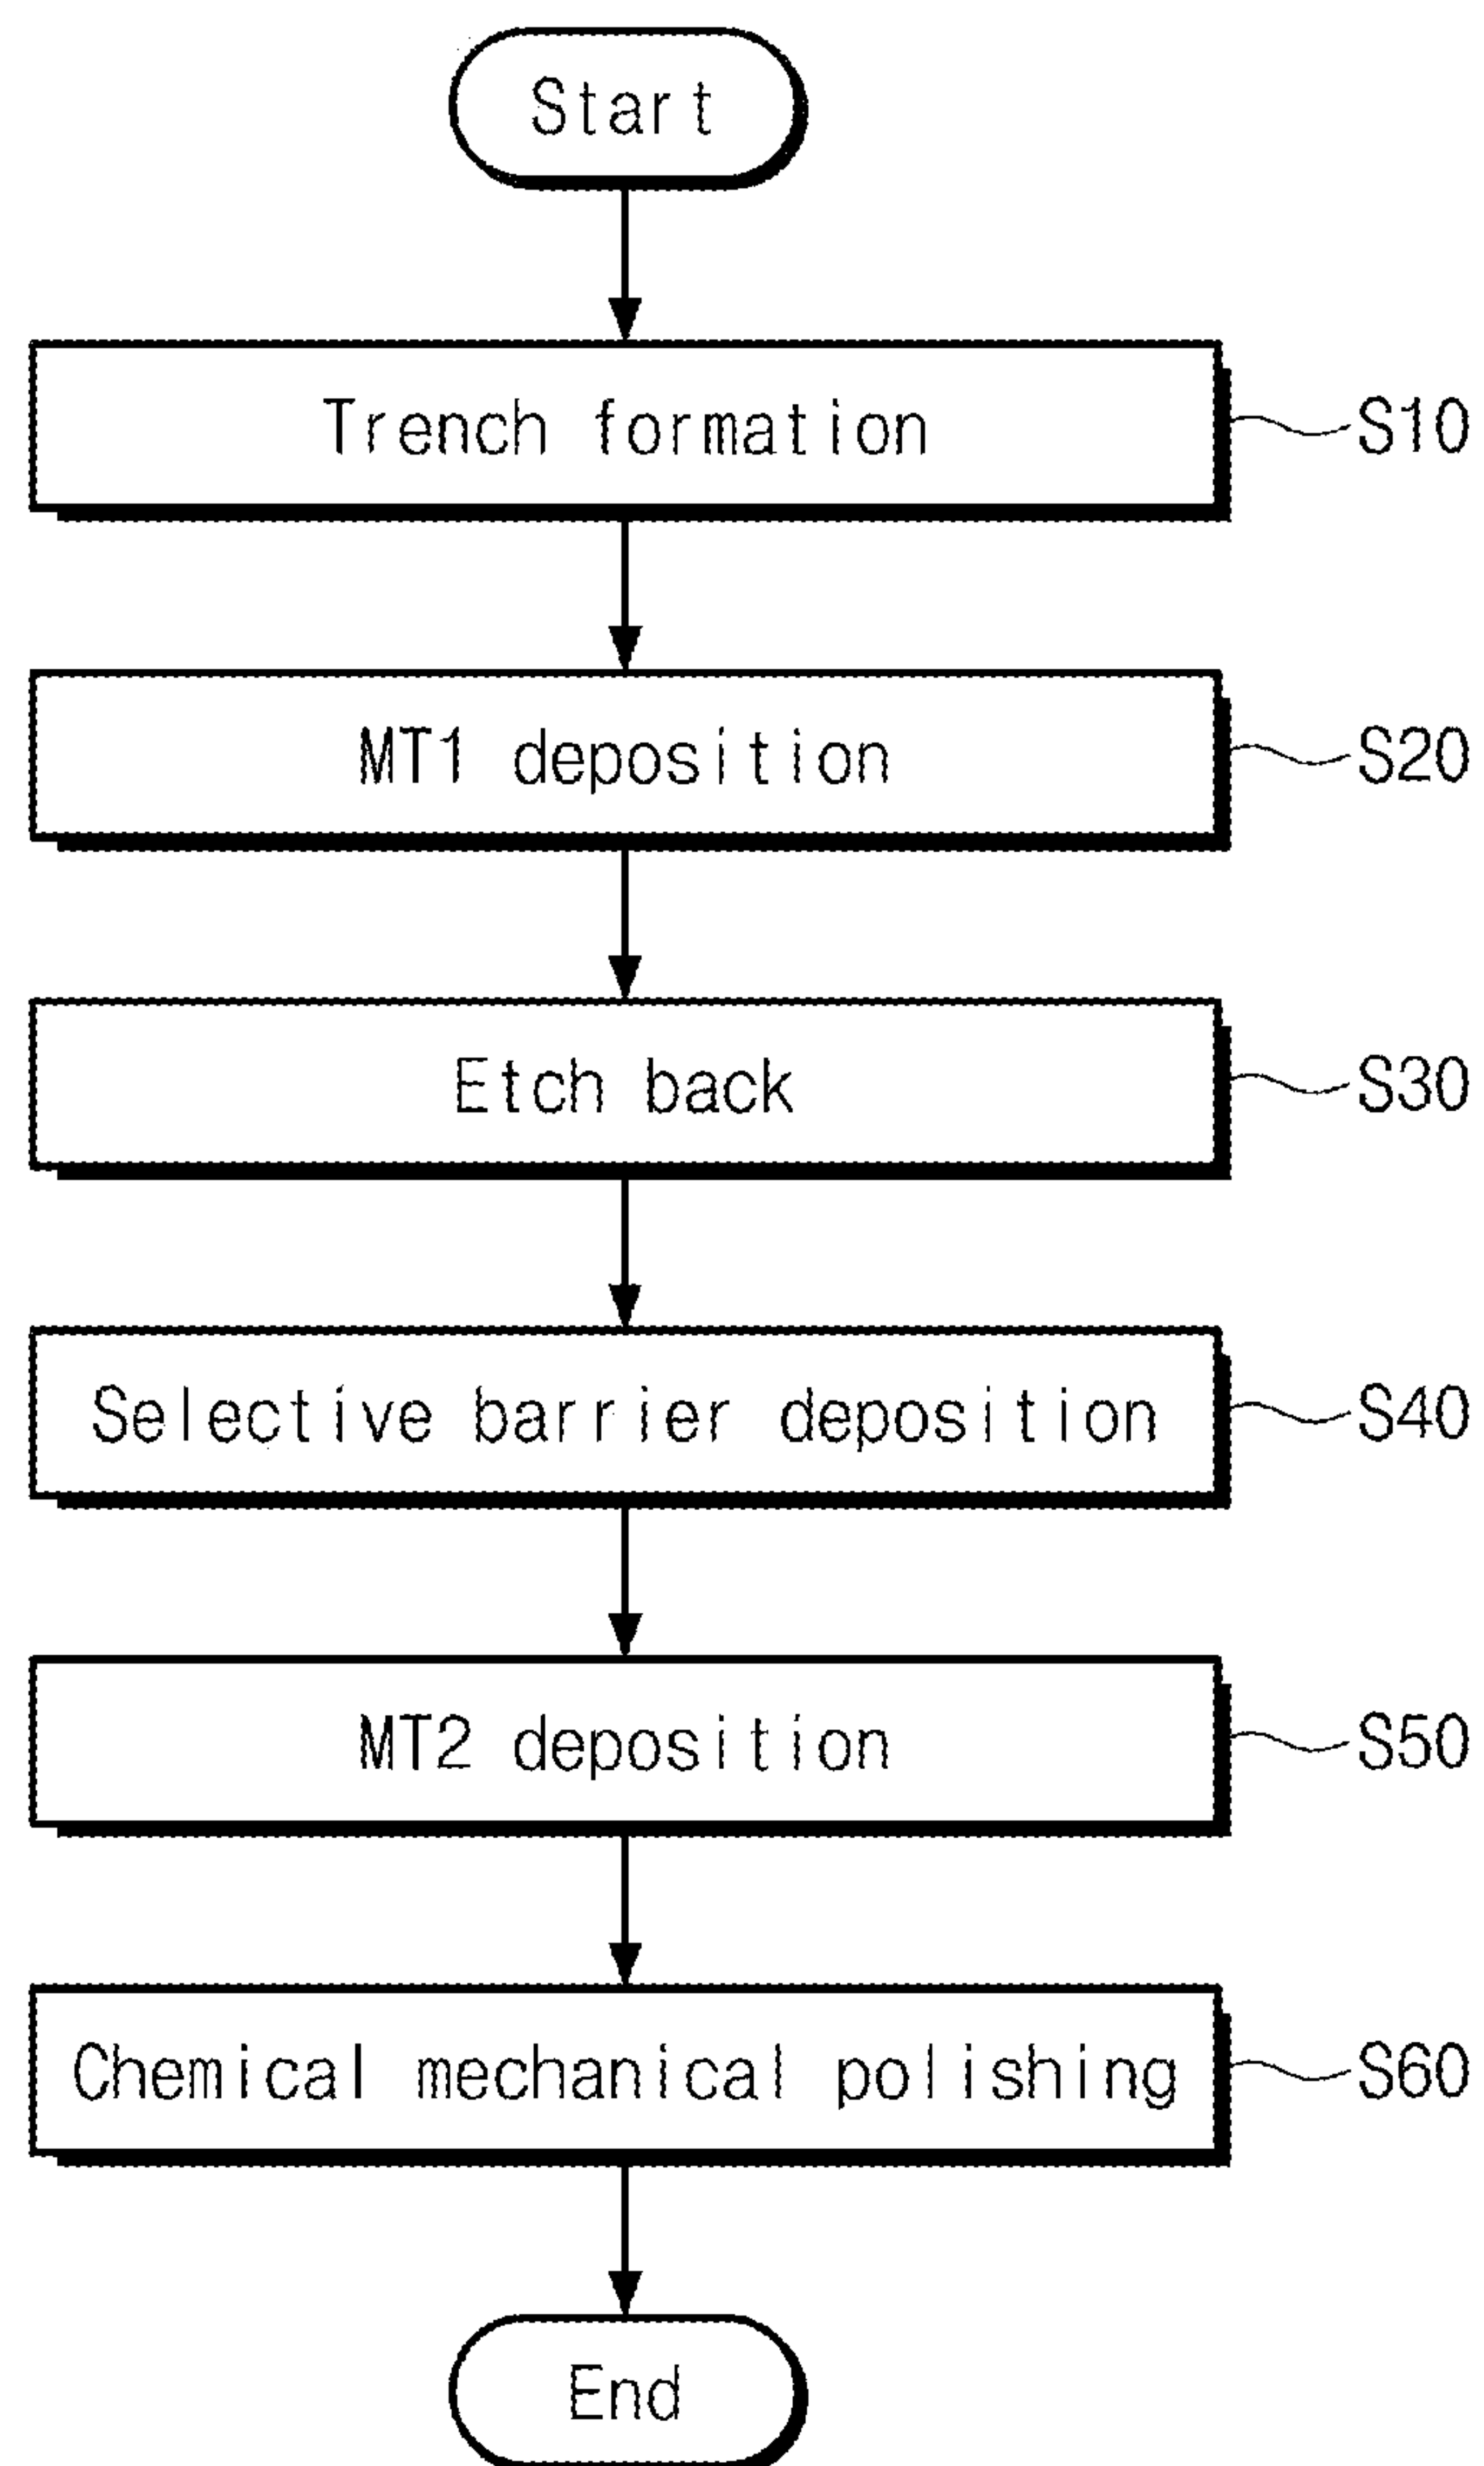 Start
Trench formation
S10
MT1 deposition
S20
Etch back
S30
Selective barrier deposition
S40
MT2 deposition
S50
Chemical mechanical polishing
S60
End